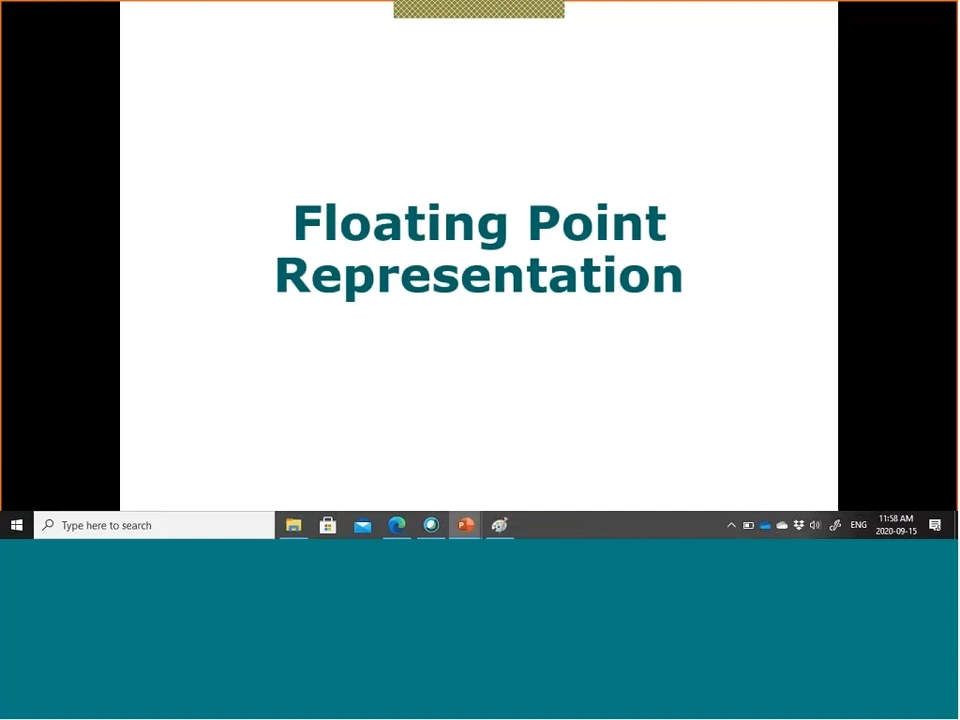 Floating Point
Representation
Type here to search
ENG
11:58 AM
2020-09-15